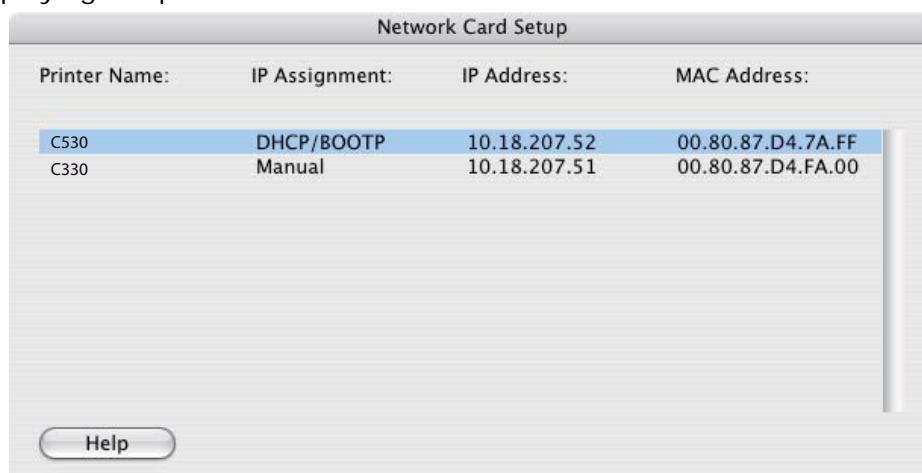 Network Card Setup
Printer Name: IP Assignment: IP Address: MAC Address:
C530 DHCP/BOOTP 10.18.207.52 00.80.87.D4.7A.FF
C330 Manual 10.18.207.51 00.80.87.D4.FA.00
Help